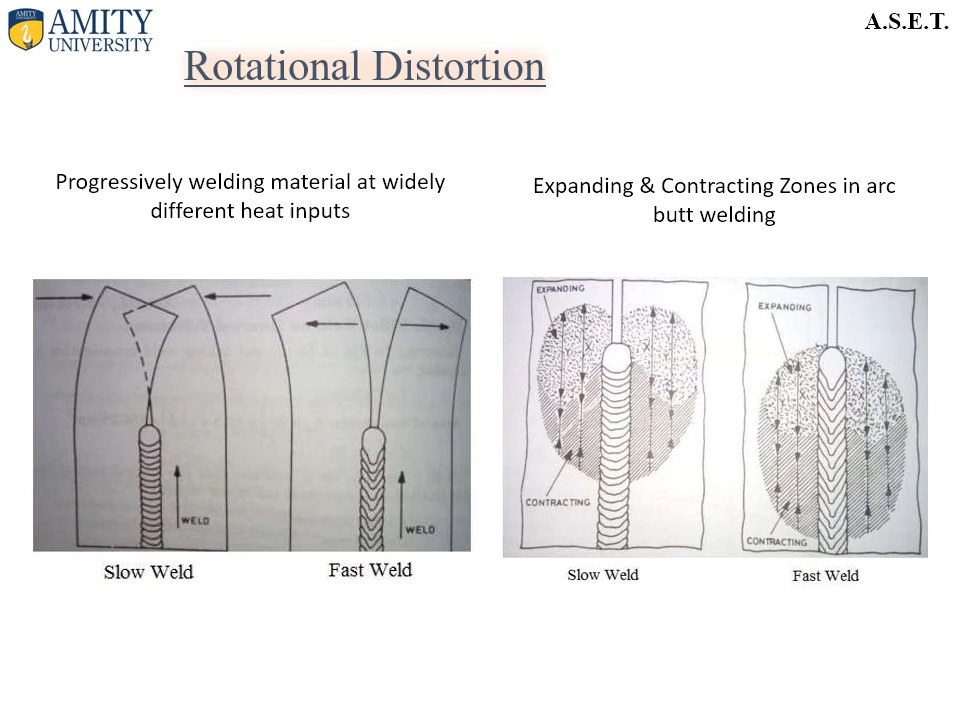 AMITY
UNIVERSITY
A.S.E.T.
Rotational Distortion
Progressively welding material at widely
different heat inputs
WELD
WELD
Slow Weld
Fast Weld
Expanding & Contracting Zones in arc
butt welding
EXPANDING
CONTRACTING
EXPANDING
CONTRACTING
Slow Weld
Fast Weld